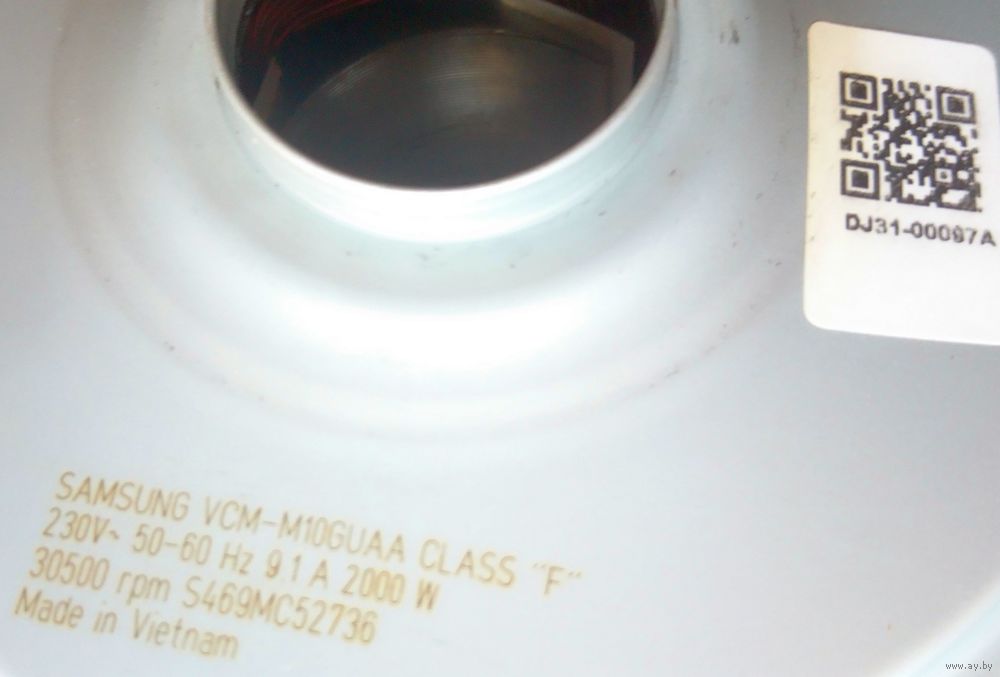 DJ31-00097A
SAMSUNG VCM-M10GUAA CLASS "F"
230V~ 50-60 Hz 9.1 A 2000 W
30500 rpm S469MC52736
Made in Vietnam
www.ay.by